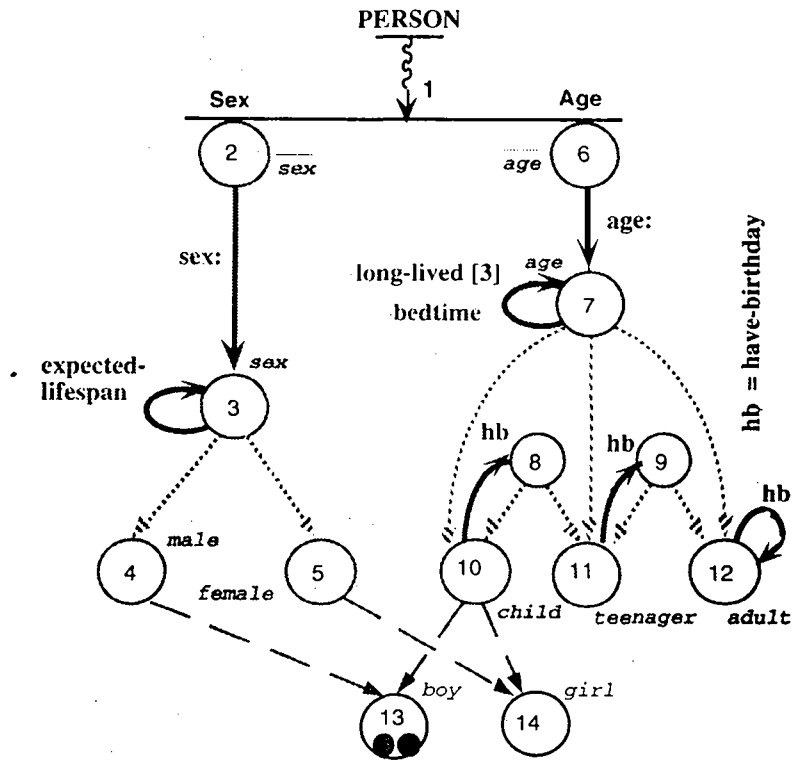 PERSON
1
Sex
Age
2
sex
age
6
sex:
age:
long-lived [3]
age
7
bedtime
hb = have-birthday
expected-
lifespan
sex
3
hb
8
hb
9
hb
4
male
female
5
10
child
11
teenager
12
adult
13
boy
14
girl